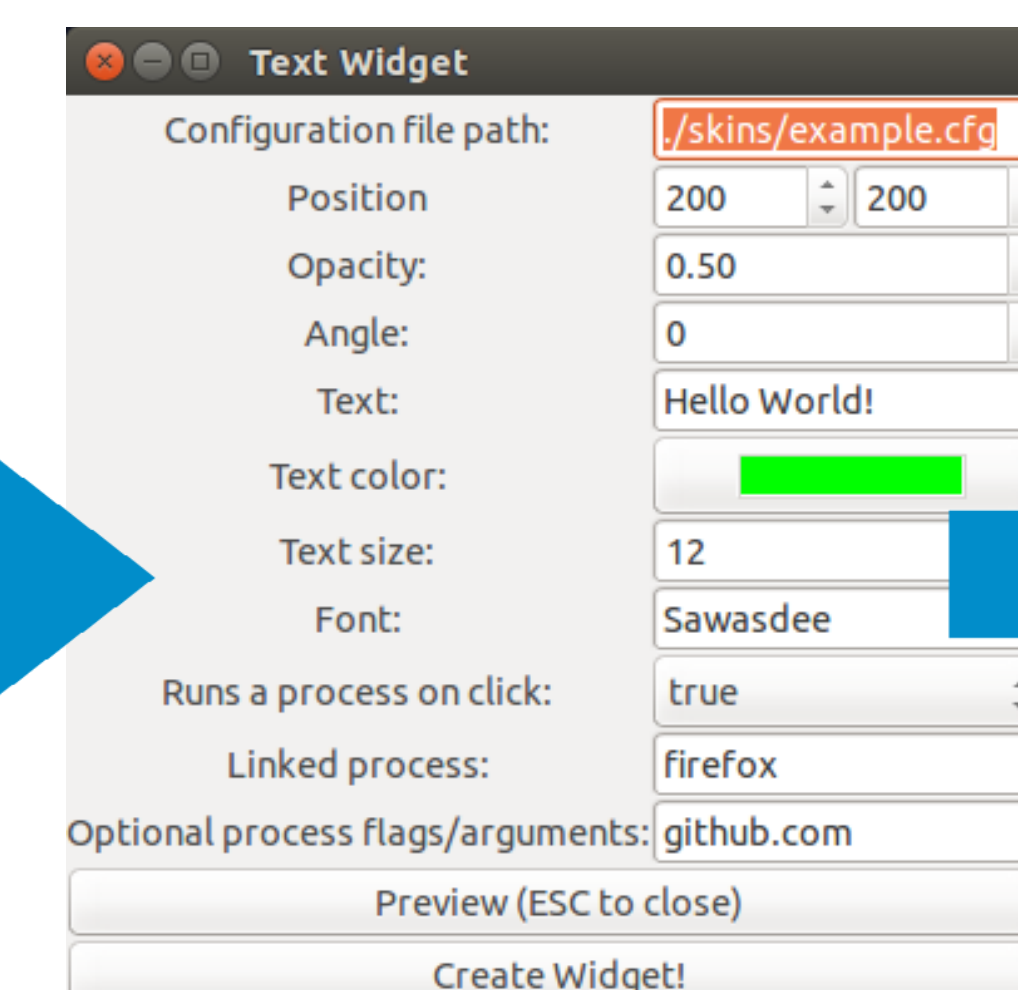 Text Widget
Configuration file path: ./skins/example.cfg
Position 200 200
Opacity: 0.50
Angle: 0
Text: Hello World!
Text color:
Text size: 12
Font: Sawasdee
Runs a process on click: true
Linked process: firefox
Optional process flags/arguments: github.com
Preview (ESC to close)
Create Widget!